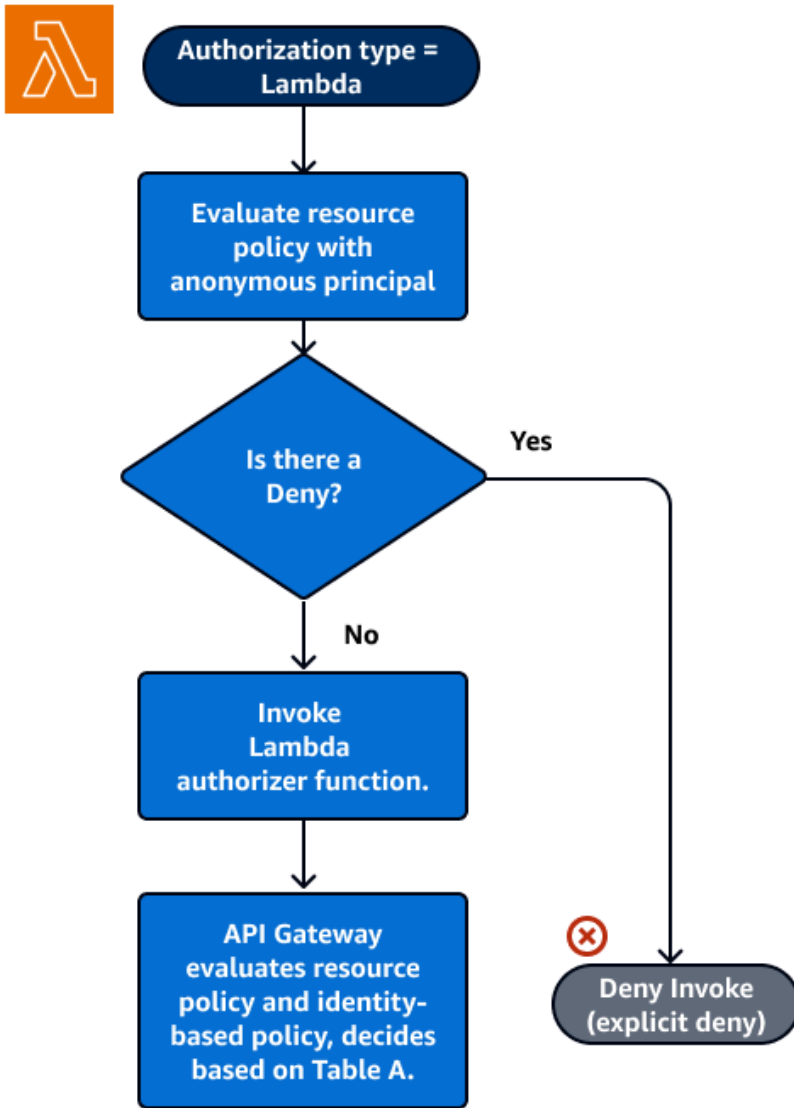 Authorization type =
Lambda
Evaluate resource
policy with
anonymous principal
Is there a
Deny?
Yes
No
Invoke
Lambda
authorizer function.
API Gateway
evaluates resource
policy and identity-
based policy, decides
based on Table A.
Deny Invoke
(explicit deny)